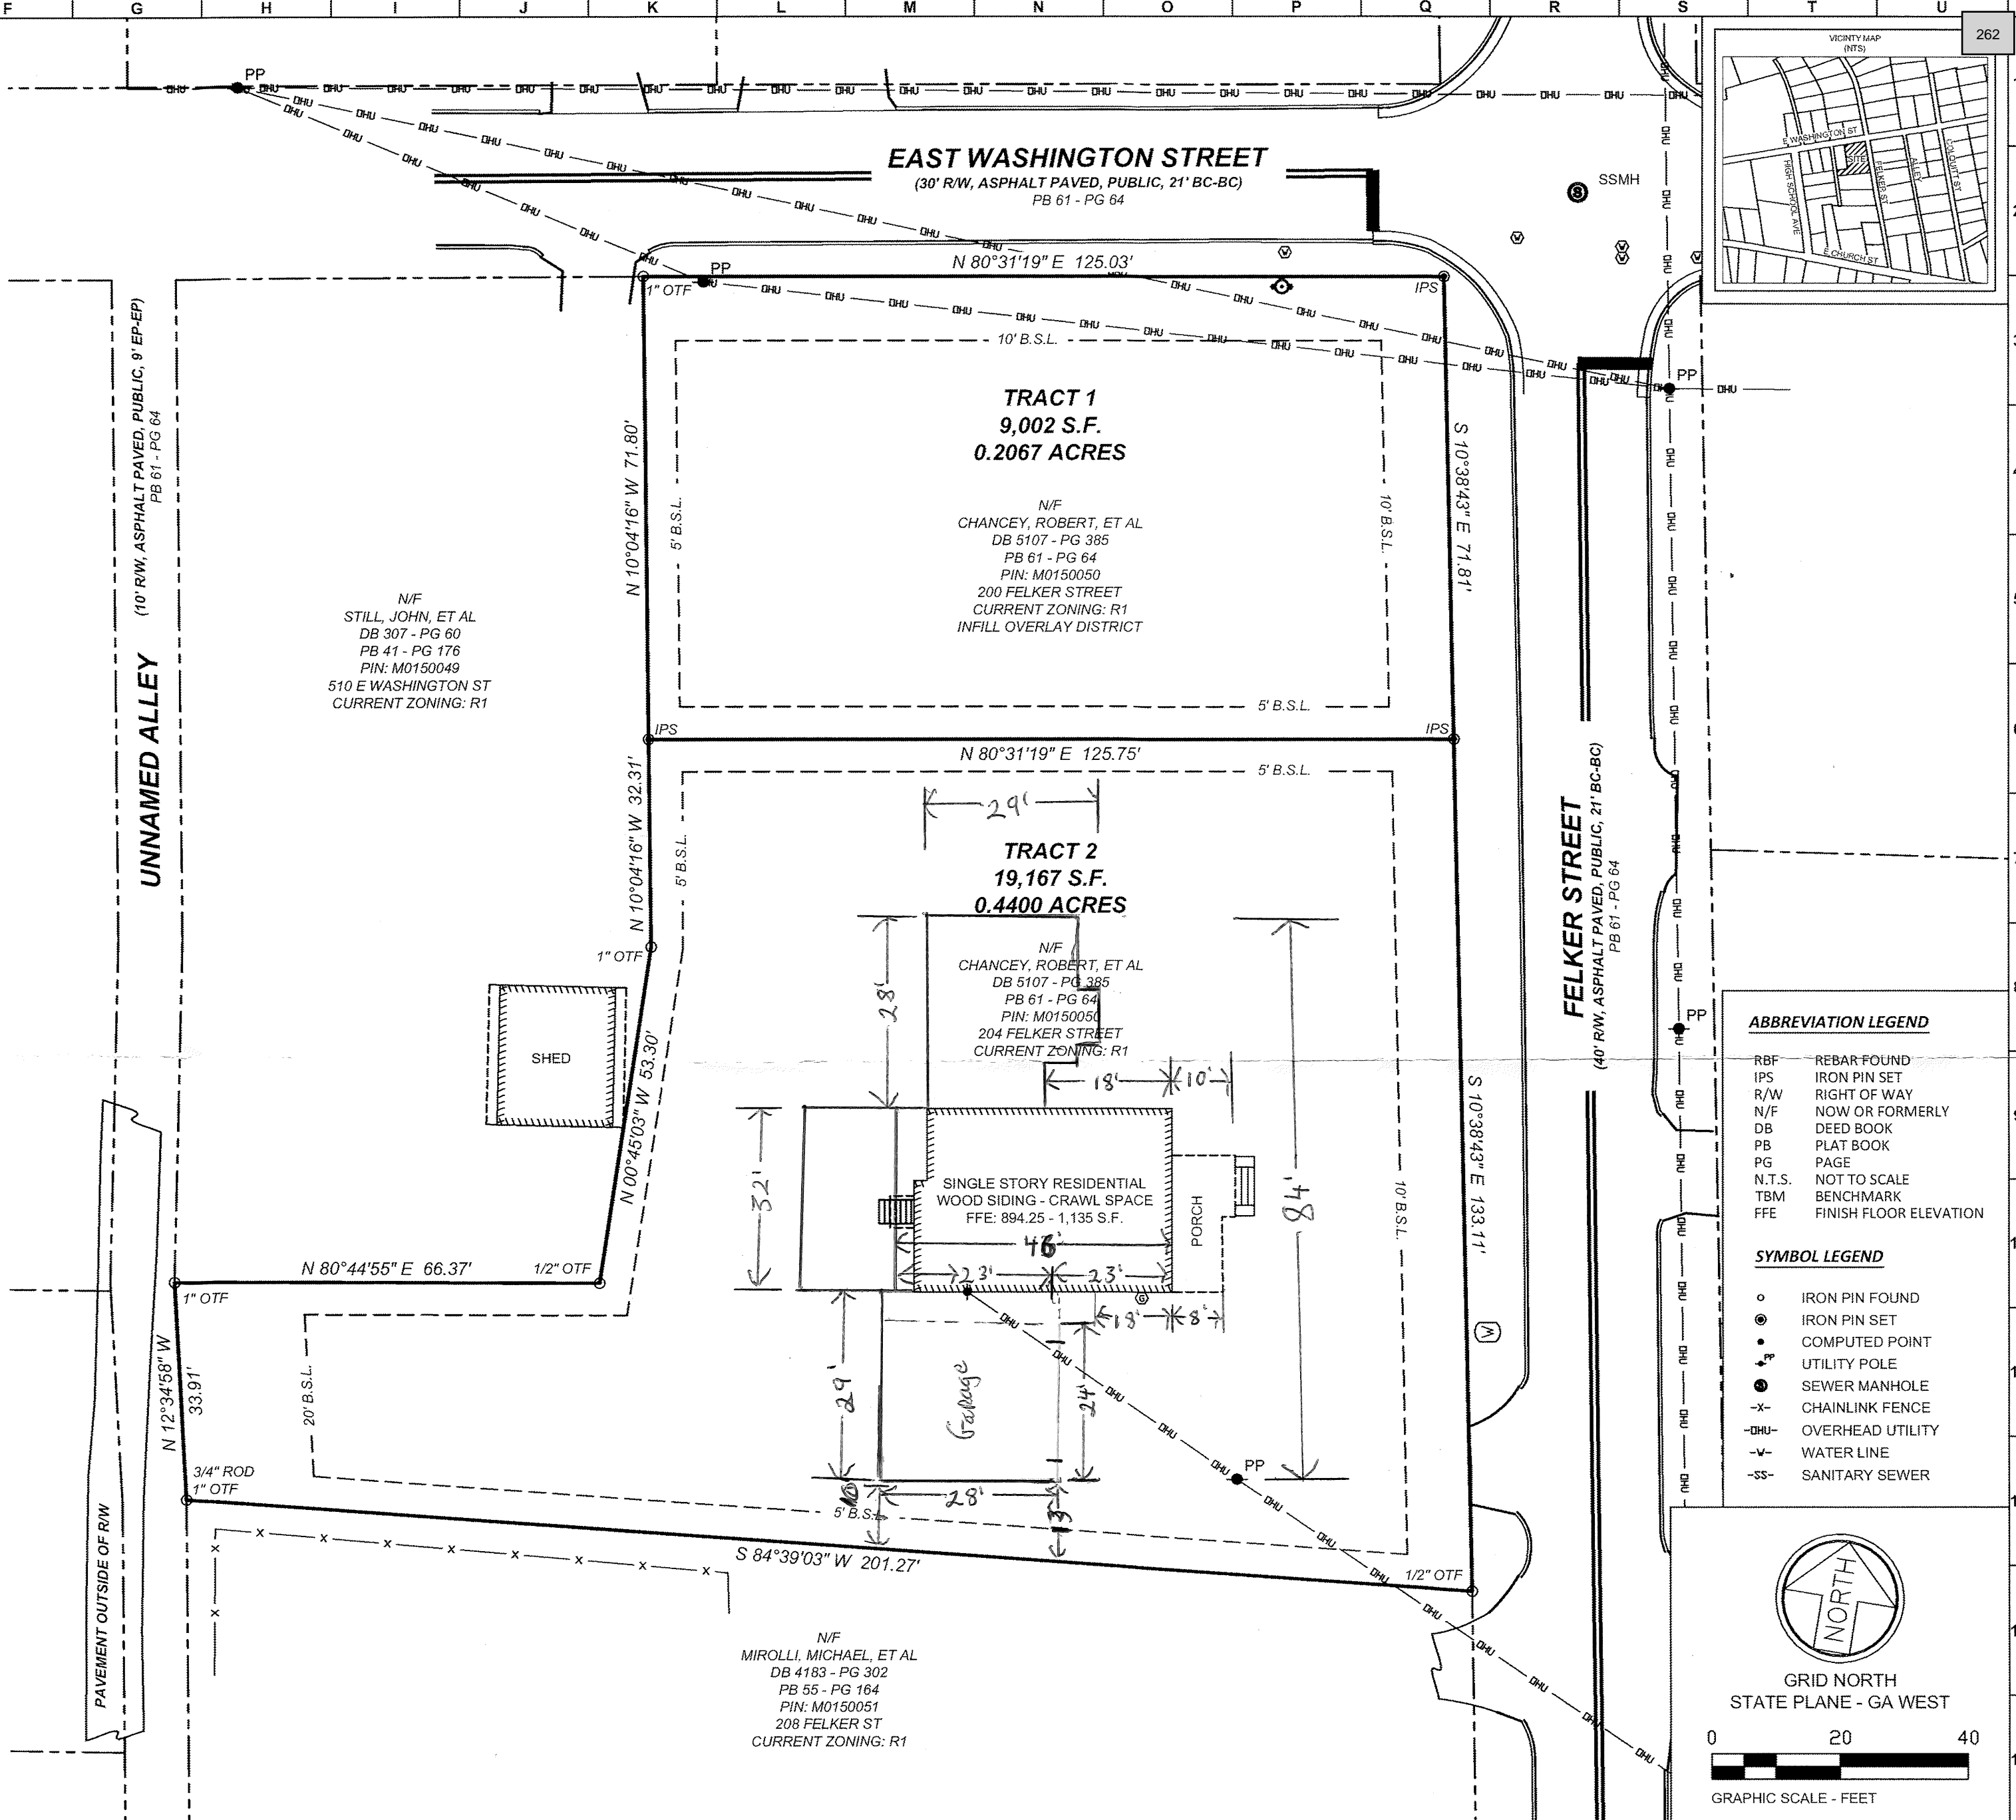 F G H I J K L M N O P Q R S T U
262
VICINTY MAP
(NTS)
E WASHINGTON ST
SITE
HIGH SCHOOL AVE
FELKER ST
ALLEY
COLQUITT ST
E CHURCH ST
PP
EAST WASHINGTON STREET
(30' R/W, ASPHALT PAVED, PUBLIC, 21' BC-BC)
PB 61 - PG 64
SSMH
N 80°31'19" E 125.03'
PP
1" OTF
IPS
10' B.S.L.
PP
TRACT 1
9,002 S.F.
0.2067 ACRES
N/F
CHANCEY, ROBERT, ET AL
DB 5107 - PG 385
PB 61 - PG 64
PIN: M0150050
200 FELKER STREET
CURRENT ZONING: R1
INFILL OVERLAY DISTRICT
N 10°04'16" W 71.80'
5' B.S.L.
10' B.S.L.
S 10°38'43" E 71.81'
5' B.S.L.
UNNAMED ALLEY
(10' R/W, ASPHALT PAVED, PUBLIC, 9' EP-EP)
PB 61 - PG 64
N/F
STILL, JOHN, ET AL
DB 307 - PG 60
PB 41 - PG 176
PIN: M0150049
510 E WASHINGTON ST
CURRENT ZONING: R1
IPS
IPS
N 80°31'19" E 125.75'
5' B.S.L.
29'
TRACT 2
19,167 S.F.
0.4400 ACRES
N/F
CHANCEY, ROBERT, ET AL
DB 5107 - PG 385
PB 61 - PG 64
PIN: M0150050
204 FELKER STREET
CURRENT ZONING: R1
N 10°04'16" W 32.31'
5' B.S.L.
1" OTF
SHED
N 00°45'03" W 53.30'
28'
18'
10'
32'
84'
SINGLE STORY RESIDENTIAL
WOOD SIDING - CRAWL SPACE
FFE: 894.25 - 1,135 S.F.
PORCH
46'
23'
23'
18'
8'
G
10' B.S.L.
S 10°38'43" E 133.11'
W
FELKER STREET
(40' R/W, ASPHALT PAVED, PUBLIC, 21' BC-BC)
PB 61 - PG 64
PP
N 80°44'55" E 66.37'
1/2" OTF
1" OTF
N 12°34'58" W
33.91'
20' B.S.L.
29'
Garage
24'
PP
3/4" ROD
1" OTF
28'
5' B.S.L.
S 84°39'03" W 201.27'
1/2" OTF
PAVEMENT OUTSIDE OF R/W
N/F
MIROLLI, MICHAEL, ET AL
DB 4183 - PG 302
PB 55 - PG 164
PIN: M0150051
208 FELKER ST
CURRENT ZONING: R1
ABBREVIATION LEGEND
RBF REBAR FOUND
IPS IRON PIN SET
R/W RIGHT OF WAY
N/F NOW OR FORMERLY
DB DEED BOOK
PB PLAT BOOK
PG PAGE
N.T.S. NOT TO SCALE
TBM BENCHMARK
FFE FINISH FLOOR ELEVATION
SYMBOL LEGEND
IRON PIN FOUND
IRON PIN SET
COMPUTED POINT
PP UTILITY POLE
SEWER MANHOLE
-X- CHAINLINK FENCE
-OHU- OVERHEAD UTILITY
-W- WATER LINE
-SS- SANITARY SEWER
NORTH
GRID NORTH
STATE PLANE - GA WEST
0 20 40
GRAPHIC SCALE - FEET